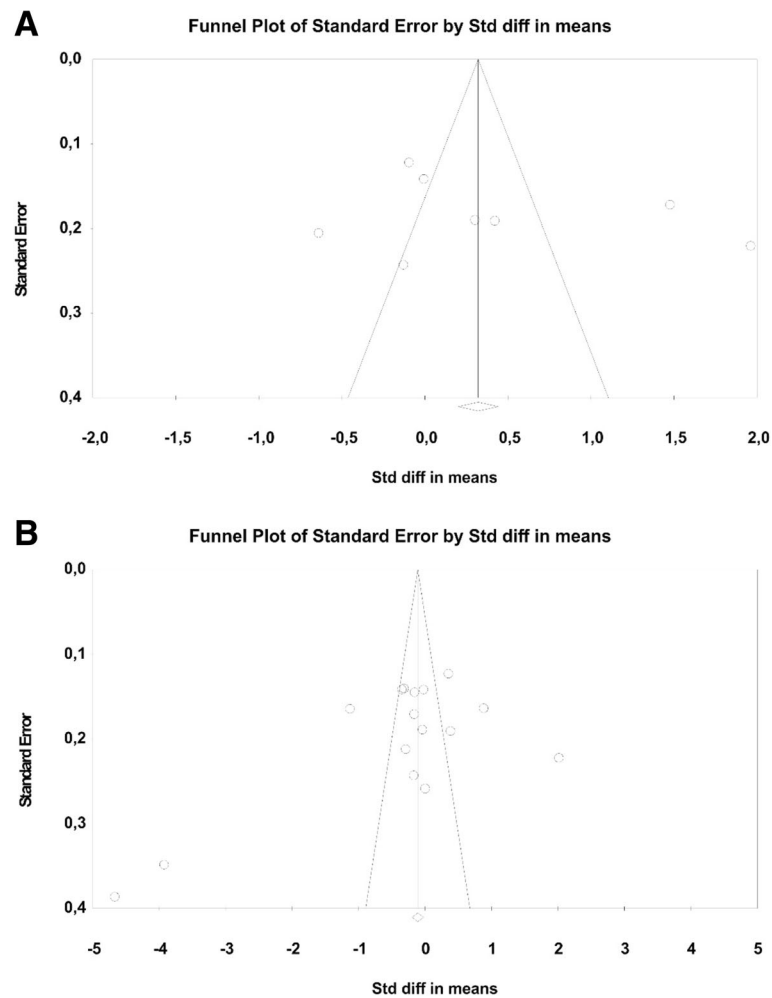 A
Funnel Plot of Standard Error by Std diff in means
0,0
0,1
0,2
0,3
0,4
Standard Error
-2,0 -1,5 -1,0 -0,5 0,0 0,5 1,0 1,5 2,0
Std diff in means
B
Funnel Plot of Standard Error by Std diff in means
0,0
0,1
0,2
0,3
0,4
Standard Error
-5 -4 -3 -2 -1 0 1 2 3 4 5
Std diff in means